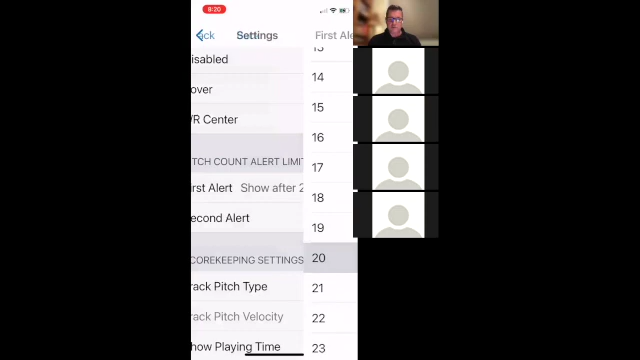 8:20
ck Settings First Ale
isabled
over
R Center
TCH COUNT ALERT LIMIT
irst Alert Show after 2
econd Alert
COREKEEPING SETTINGS
rack Pitch Type
rack Pitch Velocity
how Playing Time
13
14
15
16
17
18
19
20
21
22
23